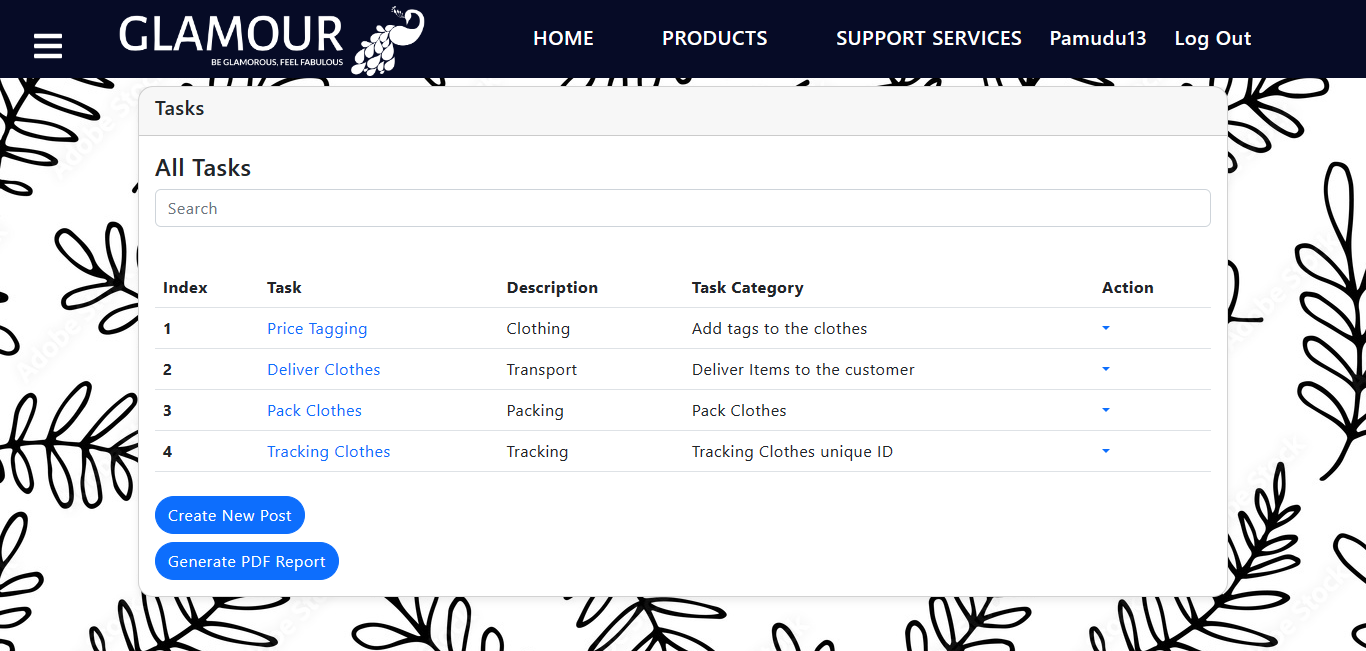 GLAMOUR
BE GLAMOROUS, FEEL FABULOUS
HOME PRODUCTS SUPPORT SERVICES Pamudu13 Log Out
Tasks
All Tasks
Search
Index Task Description Task Category Action
1 Price Tagging Clothing Add tags to the clothes
2 Deliver Clothes Transport Deliver Items to the customer
3 Pack Clothes Packing Pack Clothes
4 Tracking Clothes Tracking Tracking Clothes unique ID
Create New Post
Generate PDF Report